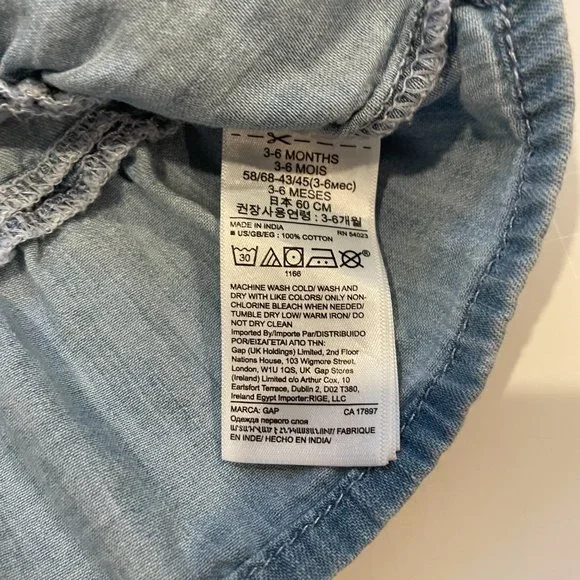 3-6 MONTHS
3-6 MOIS
58/68-43/45(3-6мес)
3-6 MESES
日本 60 CM
권장사용연령 : 3-6개월
MADE IN INDIA
■ US/GB/EG : 100% COTTON RN 54023
30
®
1166
MACHINE WASH COLD/ WASH AND
DRY WITH LIKE COLORS/ ONLY NON-
CHLORINE BLEACH WHEN NEEDED/
TUMBLE DRY LOW/ WARM IRON/ DO
NOT DRY CLEAN
Imported By/Importe Par/DISTRIBUIDO
POR/ΕΙΣΑΓΕΤΑΙ ΑΠΟ ΤΗΝ:
Gap (UK Holdings) Limited, 2nd Floor
Nations House, 103 Wigmore Street,
London, W1U 1QS, UK Gap Stores
(Ireland) Limited c/o Arthur Cox, 10
Earlsfort Terrace, Dublin 2, D02 T380,
Ireland Egypt Importer:RIGE, LLC
MARCA: GAP CA 17897
Одежда первого слоя
FABRIQUE
EN INDE/ HECHO EN INDIA/